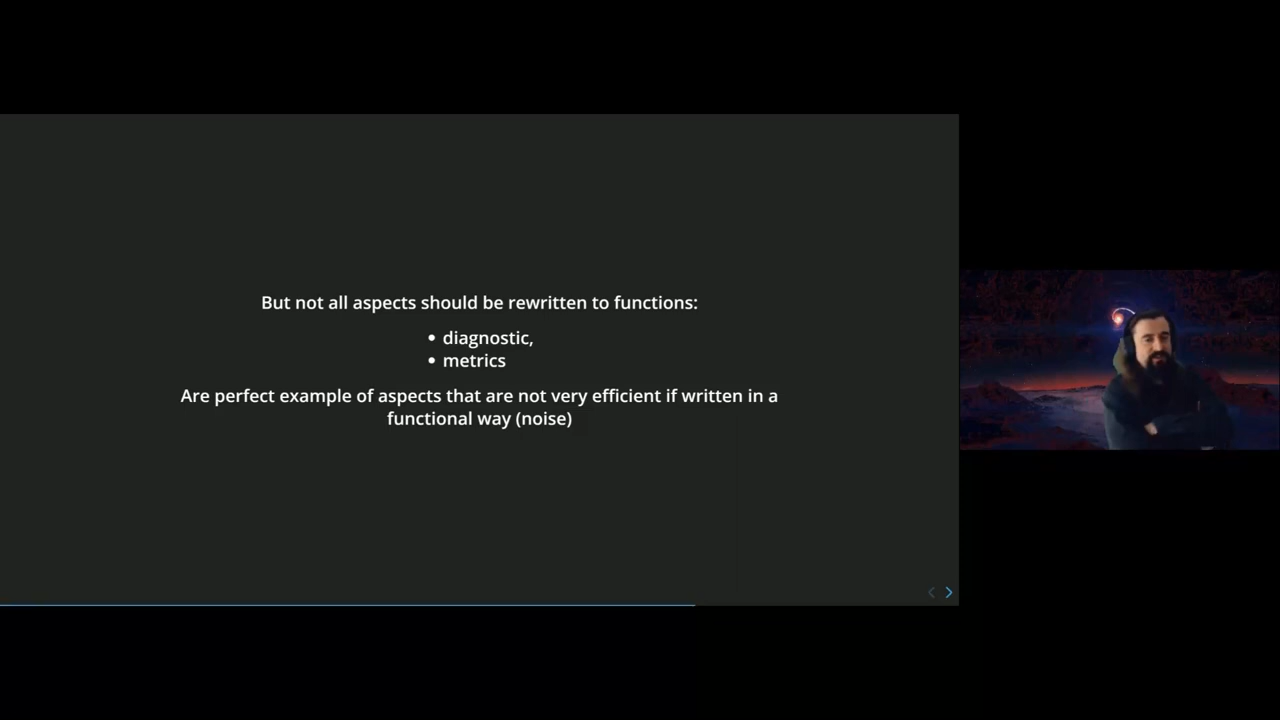 But not all aspects should be rewritten to functions:
• diagnostic,
• metrics
Are perfect example of aspects that are not very efficient if written in a
functional way (noise)